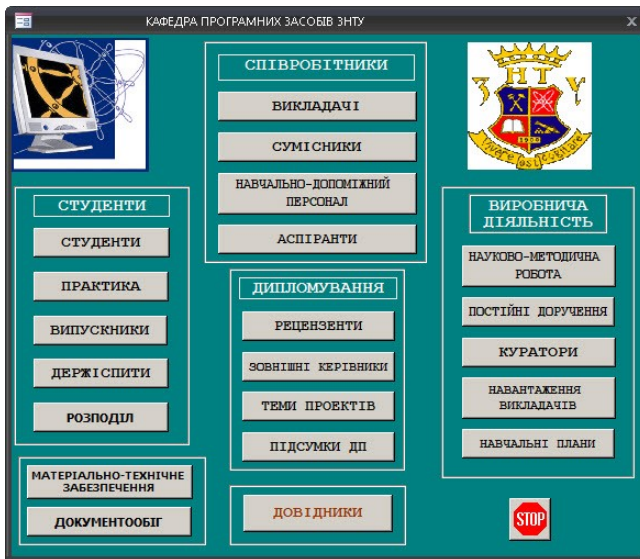 КАФЕДРА ПРОГРАМНИХ ЗАСОБІВ ЗНТУ
СПІВРОБІТНИКИ
ВИКЛАДАЧІ
СУМІСНИКИ
НАВЧАЛЬНО-ДОПОМІЖНИЙ
ПЕРСОНАЛ
АСПІРАНТИ
З Н Т У
1900
СТУДЕНТИ
СТУДЕНТИ
ПРАКТИКА
ВИПУСКНИКИ
ДЕРЖІСПИТИ
РОЗПОДІЛ
ДИПЛОМУВАННЯ
РЕЦЕНЗЕНТИ
ЗОВНІШНІ КЕРІВНИКИ
ТЕМИ ПРОЕКТІВ
ПІДСУМКИ ДП
ВИРОБНИЧА
ДІЯЛЬНІСТЬ
НАУКОВО-МЕТОДИЧНА
РОБОТА
ПОСТІЙНІ ДОРУЧЕННЯ
КУРАТОРИ
НАВАНТАЖЕННЯ
ВИКЛАДАЧІВ
НАВЧАЛЬНІ ПЛАНИ
МАТЕРІАЛЬНО-ТЕХНІЧНЕ
ЗАБЕЗПЕЧЕННЯ
ДОКУМЕНТООБІГ
ДОВІДНИКИ
STOP